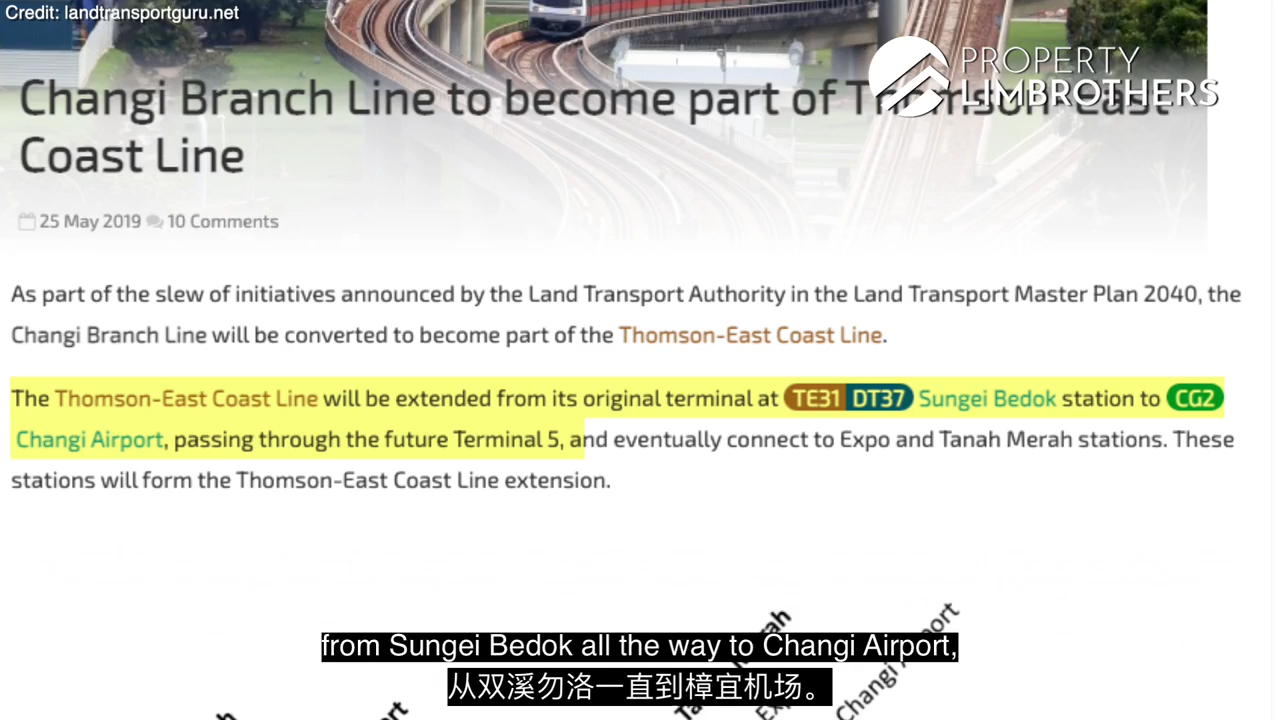 Credit: landtransportguru.net
PROPERTY
LIMBROTHERS
Changi Branch Line to become part of Thomson-East
Coast Line
25 May 2019 10 Comments
As part of the slew of initiatives announced by the Land Transport Authority in the Land Transport Master Plan 2040, the
Changi Branch Line will be converted to become part of the Thomson-East Coast Line.
The Thomson-East Coast Line will be extended from its original terminal at TE31 DT37 Sungei Bedok station to CG2
Changi Airport, passing through the future Terminal 5, and eventually connect to Expo and Tanah Merah stations. These
stations will form the Thomson-East Coast Line extension.
from Sungei Bedok all the way to Changi Airport,
从双溪勿洛一直到樟宜机场。